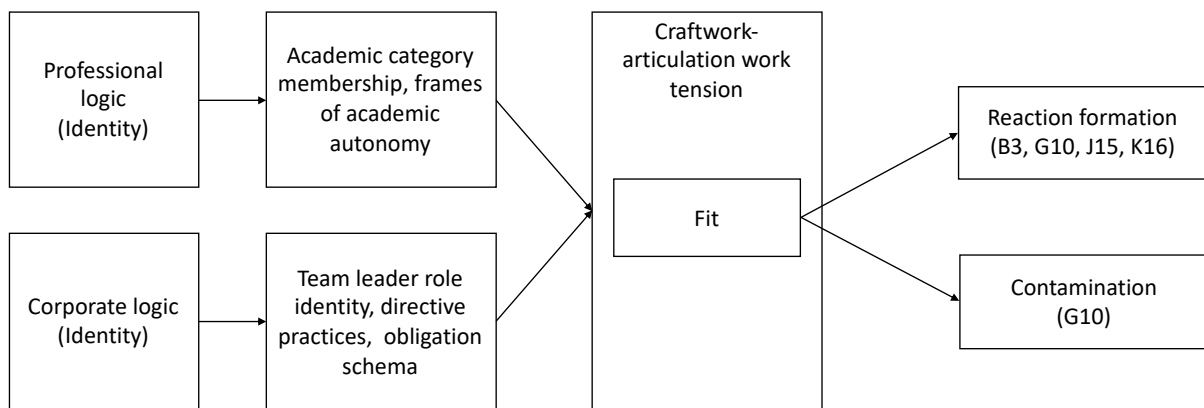 Professional
logic
(Identity)
Academic category
membership, frames
of academic
autonomy
Craftwork-
articulation work
tension
Fit
Reaction formation
(B3, G10, J15, K16)
Corporate logic
(Identity)
Team leader role
identity, directive
practices,  obligation
schema
Contamination
(G10)